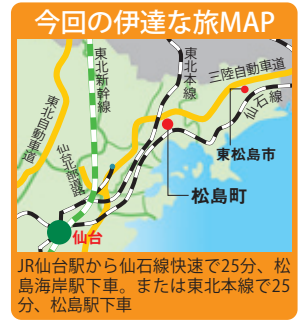 今回の伊達な旅MAP
東北新幹線
東北本線
三陸自動車道
仙石線
東北自動車道
仙台北部道路
東松島市
松島町
仙台
JR仙台駅から仙石線快速で25分、松
島海岸駅下車。または東北本線で25
分、松島駅下車